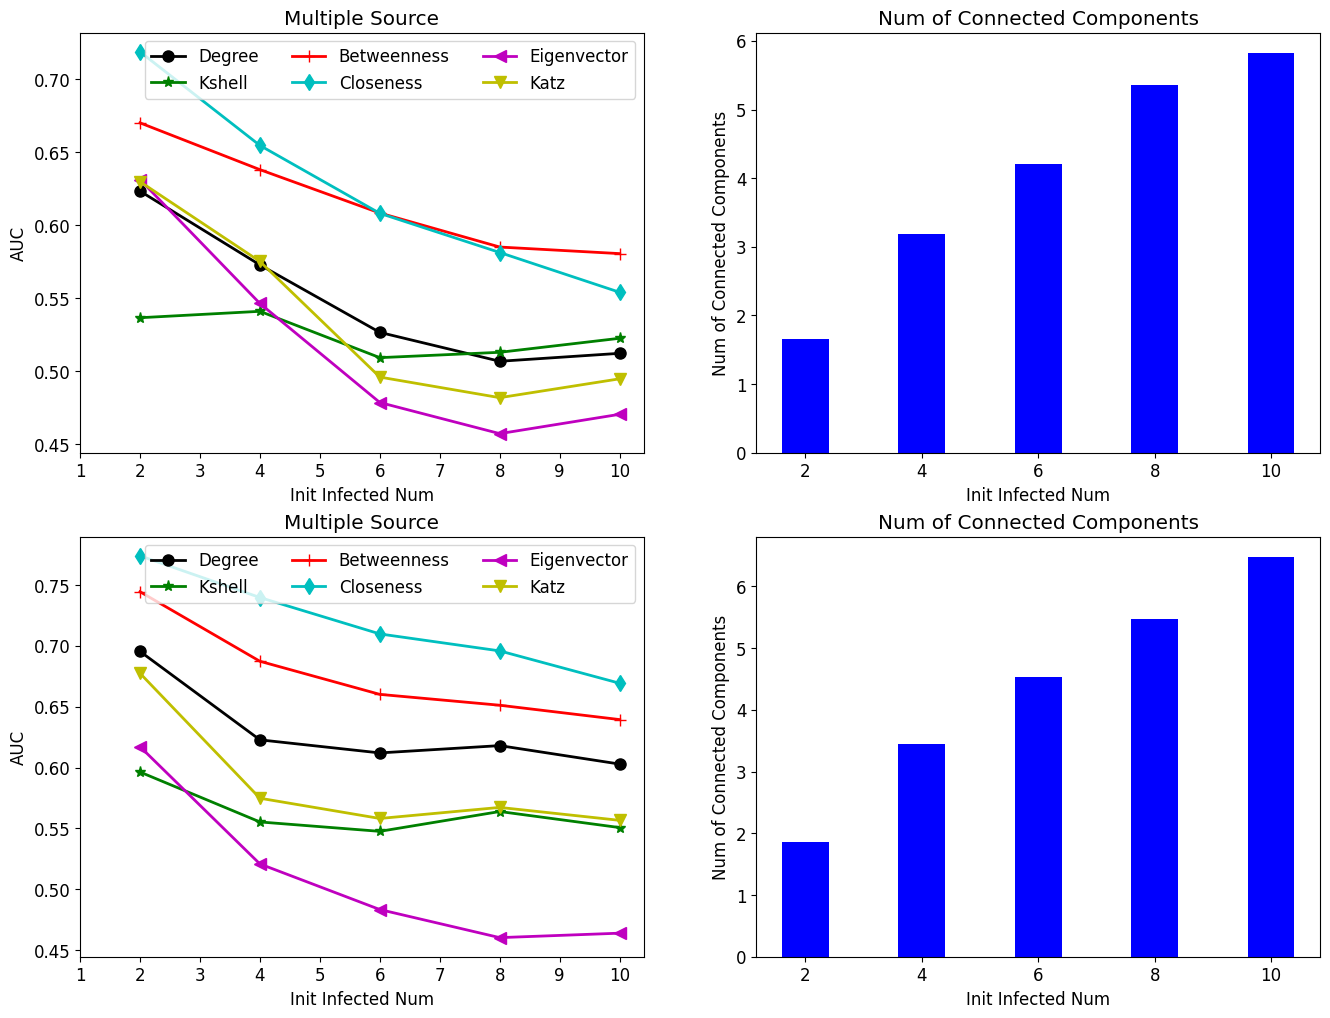 Multiple Source
Degree Betweenness Eigenvector
Kshell Closeness Katz
AUC
0.70
0.65
0.60
0.55
0.50
0.45
1 2 3 4 5 6 7 8 9 10
Init Infected Num
Num of Connected Components
Num of Connected Components
6
5
4
3
2
1
0
2 4 6 8 10
Init Infected Num
Multiple Source
Degree Betweenness Eigenvector
Kshell Closeness Katz
AUC
0.75
0.70
0.65
0.60
0.55
0.50
0.45
1 2 3 4 5 6 7 8 9 10
Init Infected Num
Num of Connected Components
Num of Connected Components
6
5
4
3
2
1
0
2 4 6 8 10
Init Infected Num